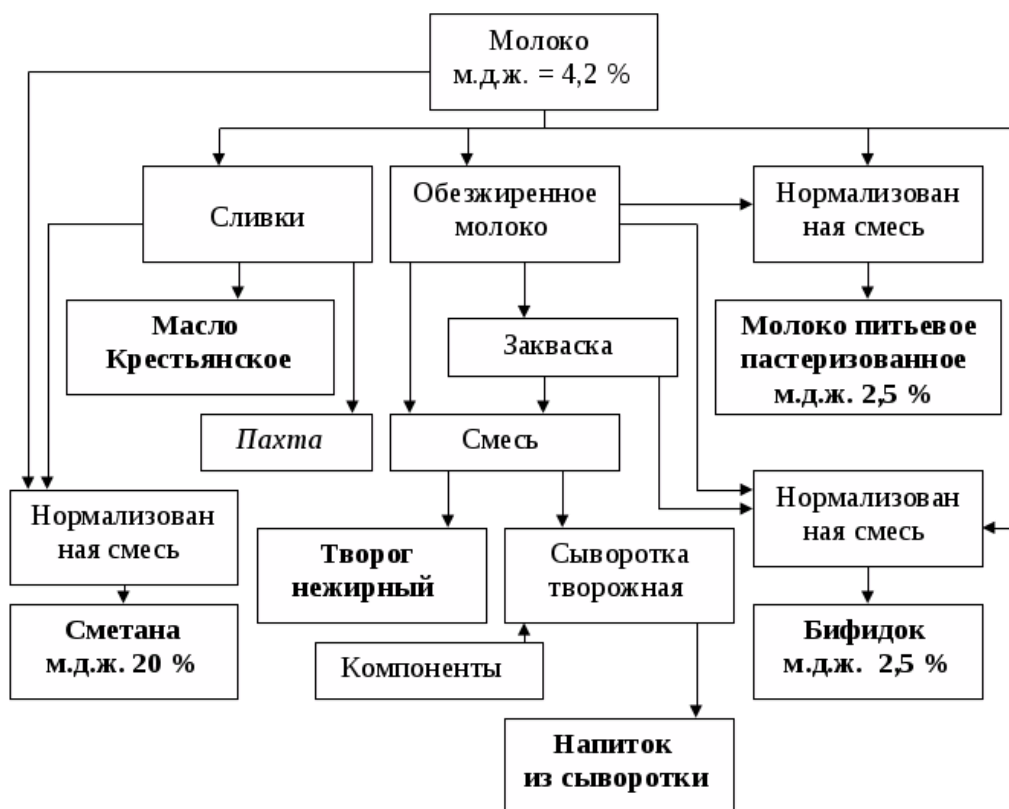 Молоко
м.д.ж. = 4,2 %
Сливки
Обезжиренное
молоко
Нормализован
ная смесь
Масло
Крестьянское
Закваска
Молоко питьевое
пастеризованное
м.д.ж. 2,5 %
Пахта
Смесь
Нормализован
ная смесь
Нормализован
ная смесь
Творог
нежирный
Сыворотка
творожная
Сметана
м.д.ж. 20 %
Компоненты
Бифидок
м.д.ж. 2,5 %
Напиток
из сыворотки